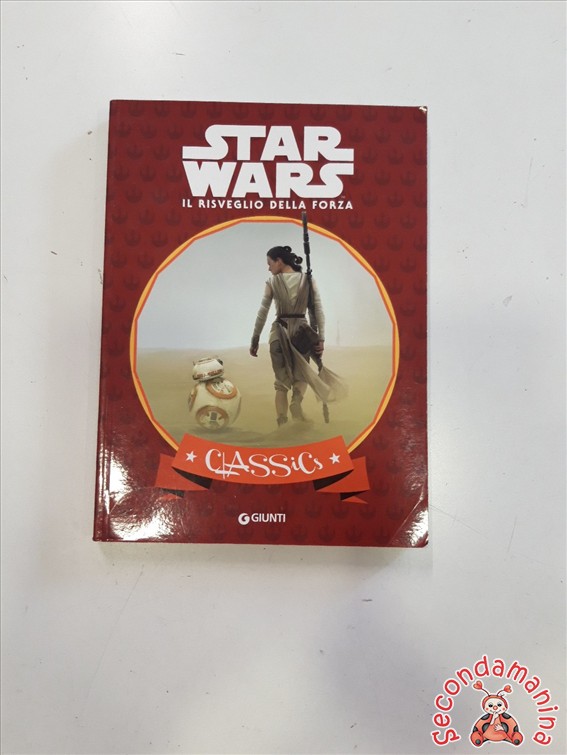 STAR
WARS
IL RISVEGLIO DELLA FORZA
CLASSiCs
GIUNTI
Secondamanina